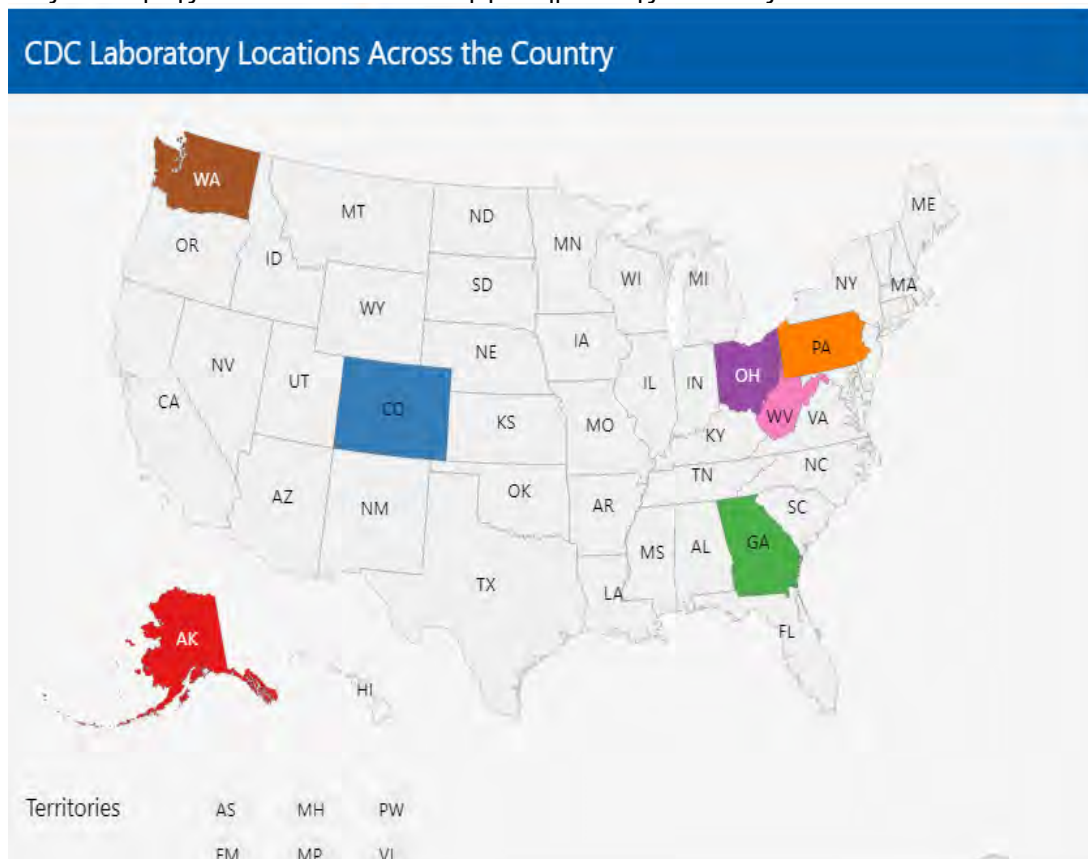 CDC Laboratory Locations Across the Country
WA
MT
ND
ME
OR
ID
MN
SD
WI
MI
NY
MA
WY
IA
NE
PA
NV
UT
CO
IL
IN
OH
CA
KS
MO
WV
VA
KY
NC
TN
AZ
NM
OK
AR
SC
MS
AL
GA
TX
LA
FL
AK
HI
Territories AS MH PW
FM MP VI